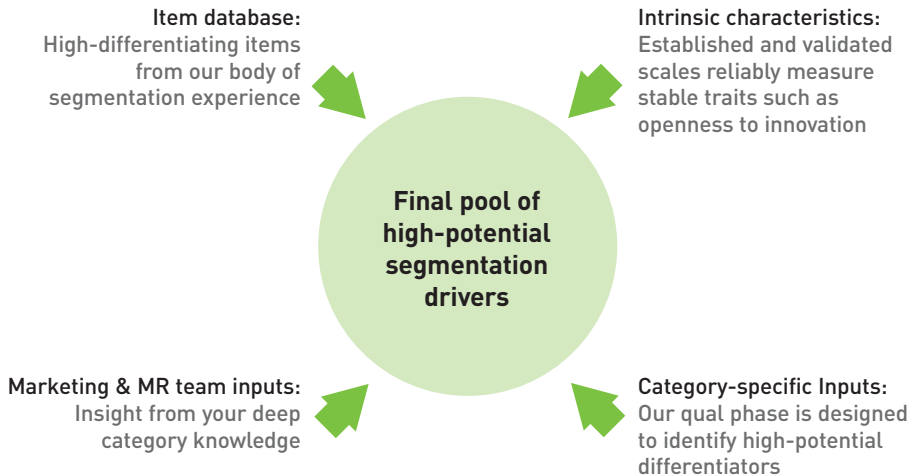 Item database:
High-differentiating items
from our body of
segmentation experience
Intrinsic characteristics:
Established and validated
scales reliably measure
stable traits such as
openness to innovation
Final pool of
high-potential
segmentation
drivers
Marketing & MR team inputs:
Insight from your deep
category knowledge
Category-specific Inputs:
Our qual phase is designed
to identify high-potential
differentiators